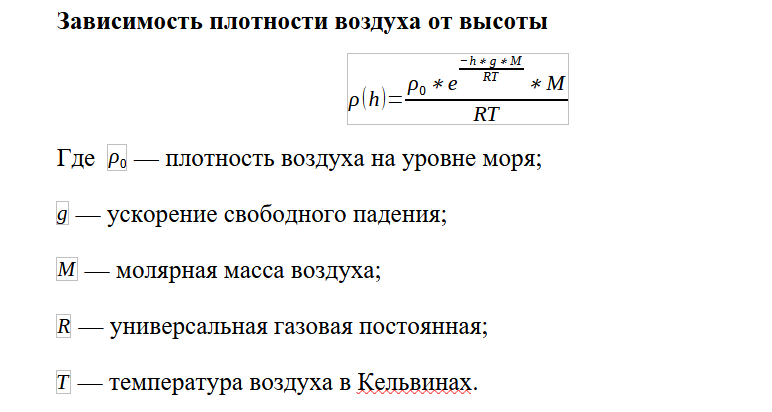 Зависимость плотности воздуха от высоты
ρ(h)=(ρ₀*e^(−h*g*M/RT)*M)/RT
Где ρ₀ — плотность воздуха на уровне моря;
g — ускорение свободного падения;
M — молярная масса воздуха;
R — универсальная газовая постоянная;
T — температура воздуха в Кельвинах.